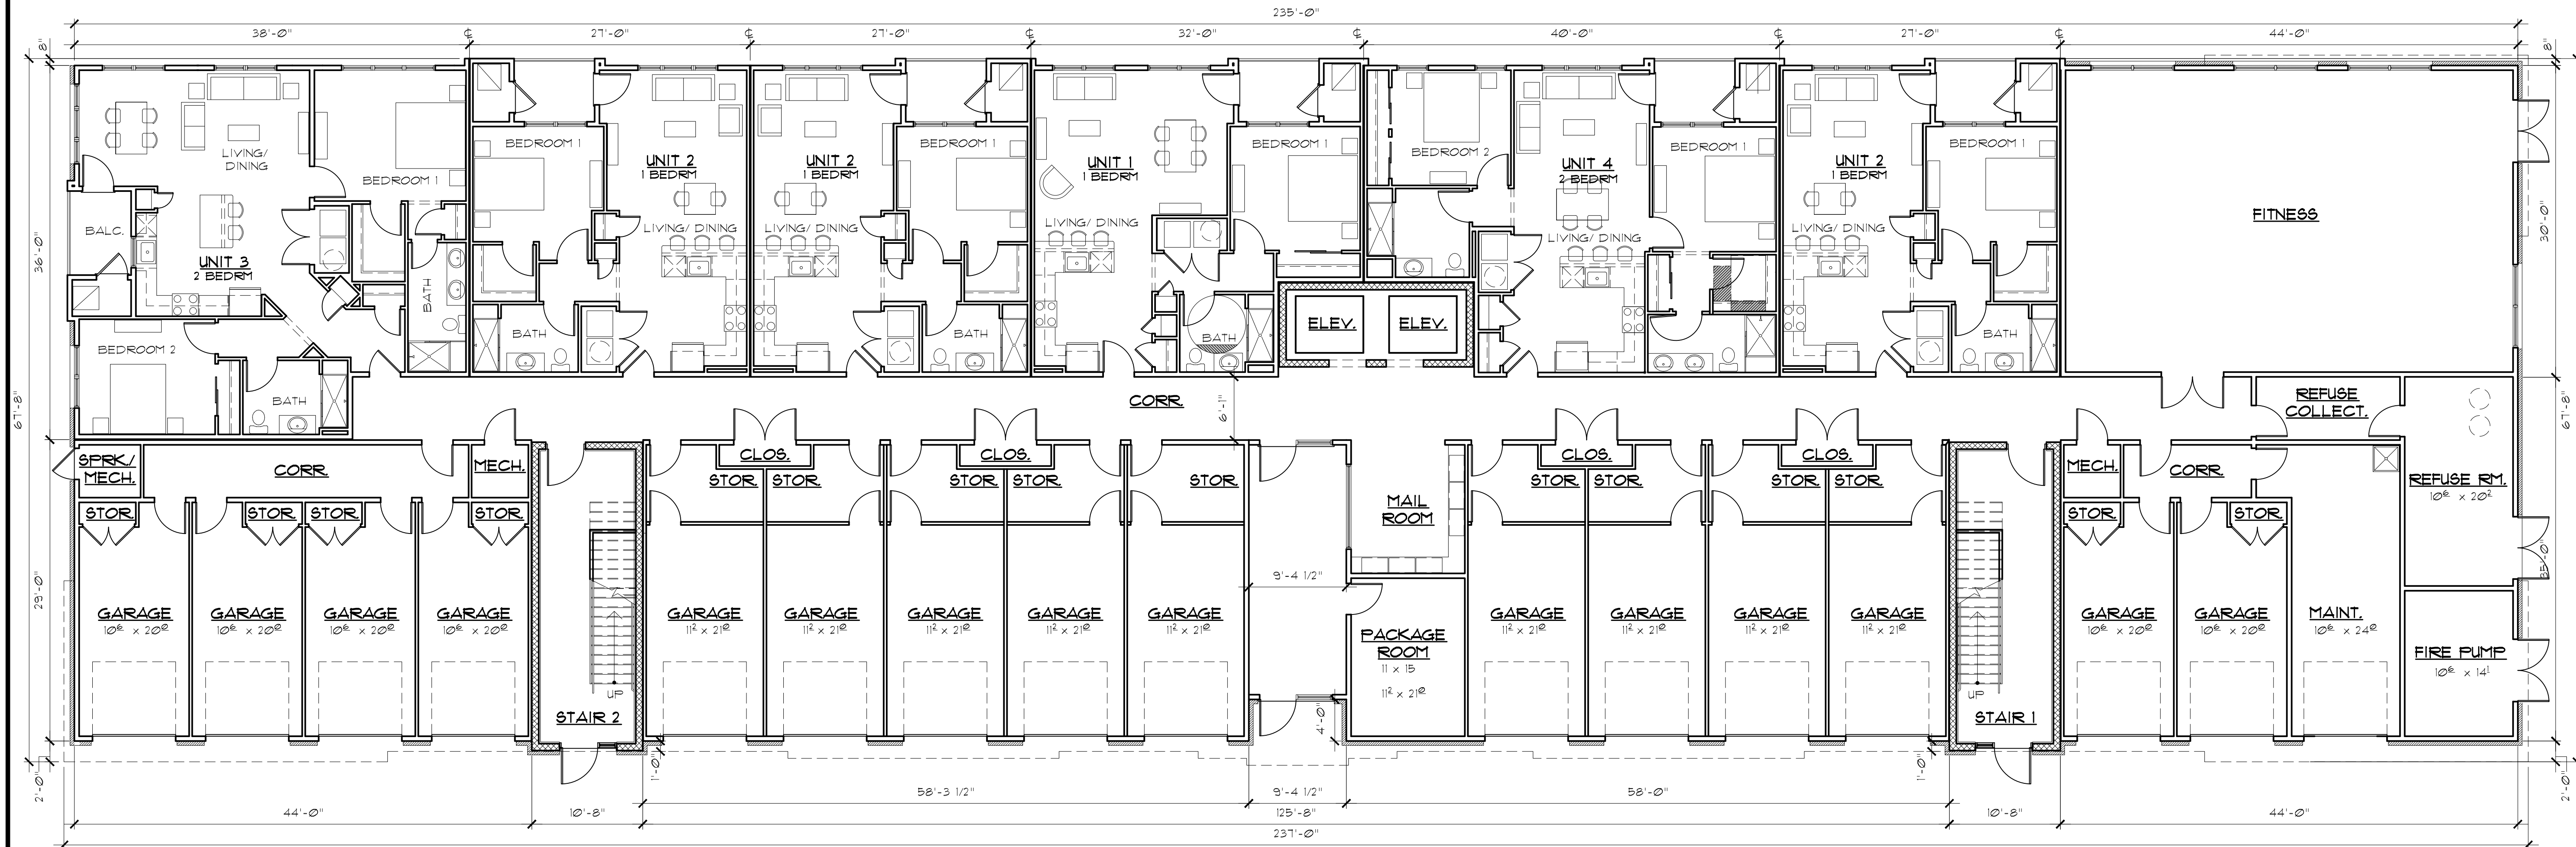 235'-0"
38'-0" ℄ 27'-0" 27'-0" ℄ 32'-0" ℄ 40'-0" ℄ 27'-0" ℄ 44'-0"
8"
8"
67'-8"
36'-0"
29'-0"
2'-0"
LIVING/
DINING
BEDROOM 1
BALC.
UNIT 3
2 BEDRM
BATH
BEDROOM 2
BATH
BEDROOM 1
UNIT 2
1 BEDRM
LIVING/ DINING
BATH
UNIT 2
1 BEDRM
LIVING/ DINING
BEDROOM 1
BATH
UNIT 1
1 BEDRM
LIVING/ DINING
BEDROOM 1
BATH
ELEV.
ELEV.
BEDROOM 2
UNIT 4
2 BEDRM
LIVING/ DINING
BEDROOM 1
UNIT 2
1 BEDRM
LIVING/ DINING
BEDROOM 1
BATH
FITNESS
30'-0"
67'-8"
35'-0"
2'-0"
CORR.
6'-1"
REFUSE
COLLECT.
SPRK./
MECH.
CORR.
MECH.
STOR.
STOR.
STOR.
STOR.
GARAGE
10⁶ x 20⁰
GARAGE
10⁶ x 20⁰
GARAGE
10⁶ x 20⁰
GARAGE
10⁶ x 20⁰
UP
STAIR 2
CLOS.
CLOS.
STOR.
STOR.
STOR.
STOR.
STOR.
GARAGE
11² x 21⁰
GARAGE
11² x 21⁰
GARAGE
11² x 21⁰
GARAGE
11² x 21⁰
GARAGE
11² x 21⁰
9'-4 1/2"
4'-0"
MAIL
ROOM
PACKAGE
ROOM
11 x 15
11² x 21⁰
CLOS.
CLOS.
STOR.
STOR.
STOR.
STOR.
GARAGE
11² x 21⁰
GARAGE
11² x 21⁰
GARAGE
11² x 21⁰
GARAGE
11² x 21⁰
UP
STAIR 1
MECH.
CORR.
STOR.
STOR.
GARAGE
10⁶ x 20⁰
GARAGE
10⁶ x 20⁰
MAINT.
10⁶ x 24⁰
REFUSE RM.
10⁶ x 20²
FIRE PUMP
10⁶ x 14¹
1'-0"
1'-0"
58'-3 1/2" 9'-4 1/2" 58'-0"
44'-0" 10'-8" 125'-8" 10'-8" 44'-0"
237'-0"